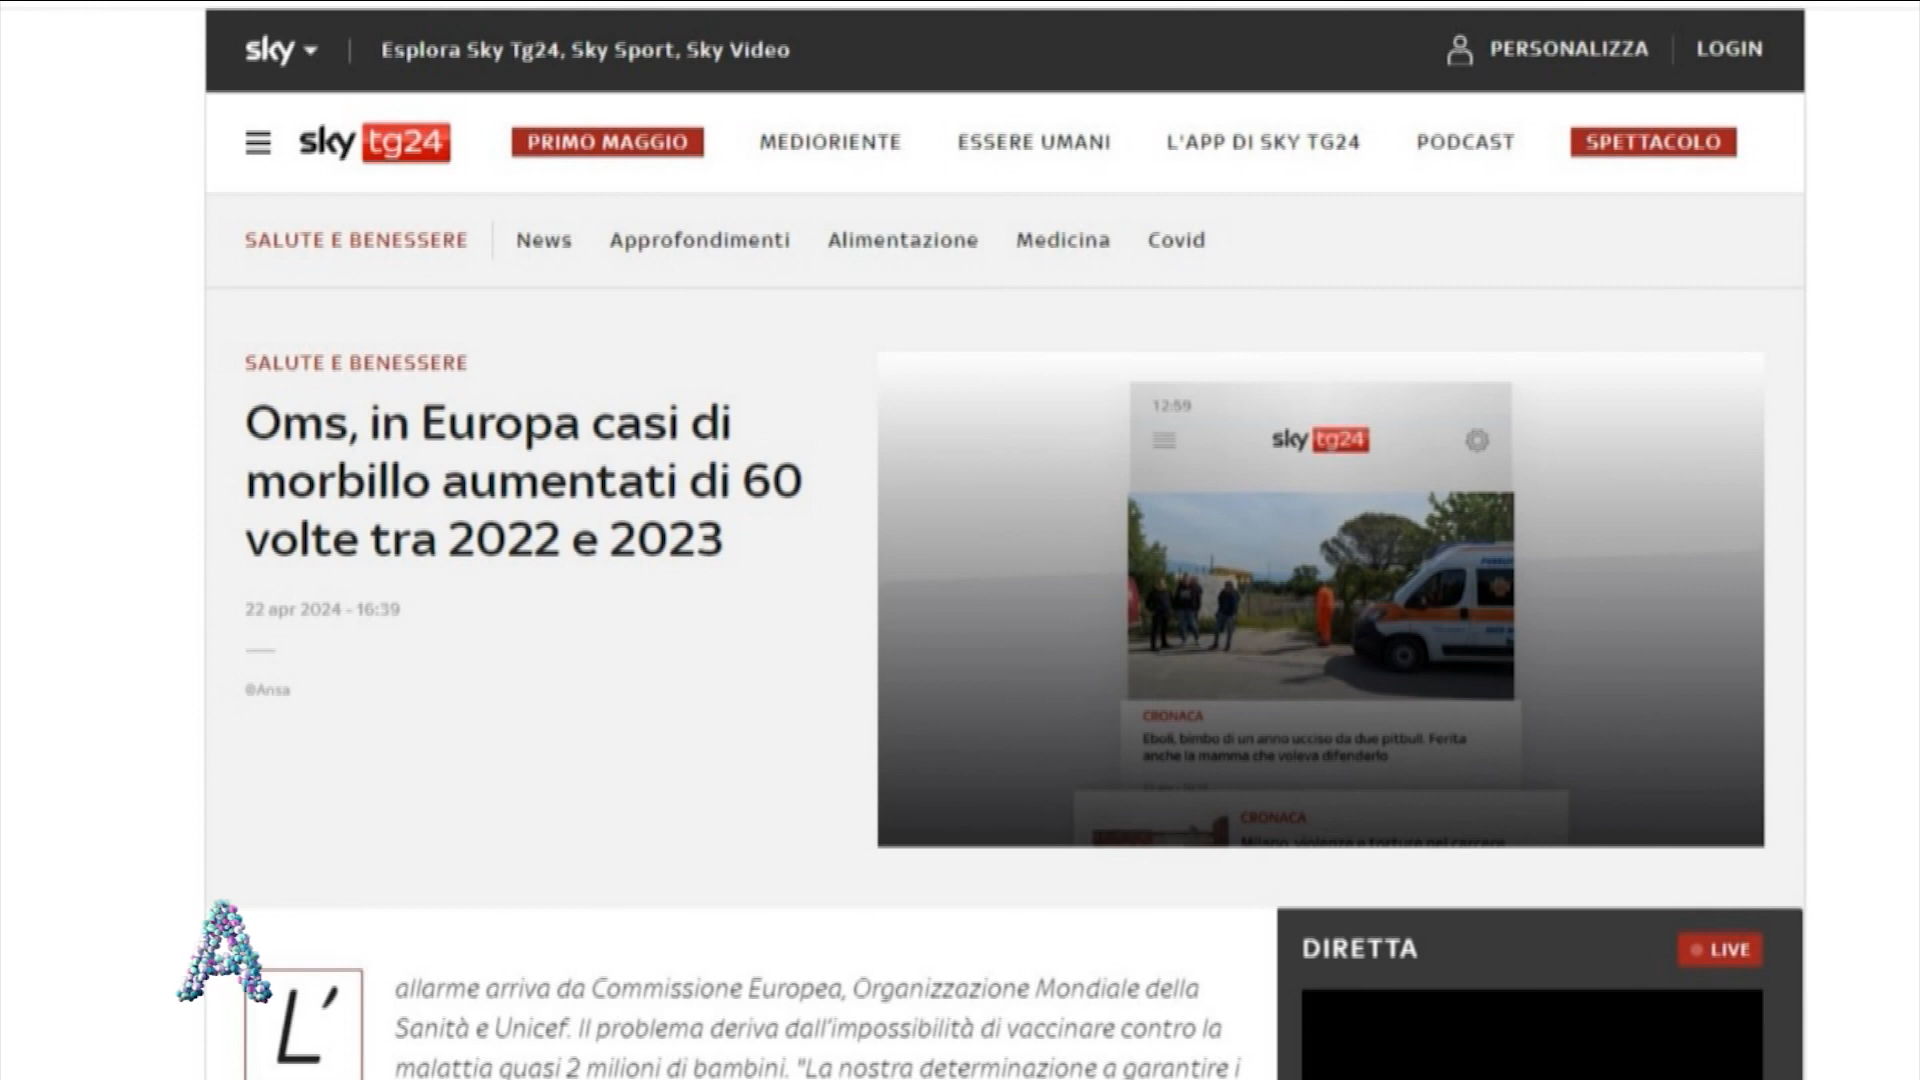 sky
Esplora Sky Tg24, Sky Sport, Sky Video
PERSONALIZZA
LOGIN
sky tg24
PRIMO MAGGIO
MEDIORIENTE
ESSERE UMANI
L'APP DI SKY TG24
PODCAST
SPETTACOLO
SALUTE E BENESSERE
News
Approfondimenti
Alimentazione
Medicina
Covid
SALUTE E BENESSERE
Oms, in Europa casi di
morbillo aumentati di 60
volte tra 2022 e 2023
22 apr 2024 - 16:39
@Ansa
12:59
sky tg24
CRONACA
Eboli, bimbo di un anno ucciso da due pitbull. Ferita
anche la mamma che voleva difenderlo
CRONACA
Milano, violenze e torture nel carcere
A
DIRETTA
LIVE
L'
allarme arriva da Commissione Europea, Organizzazione Mondiale della
Sanità e Unicef. Il problema deriva dall'impossibilità di vaccinare contro la
malattia quasi 2 milioni di bambini. "La nostra determinazione a garantire i